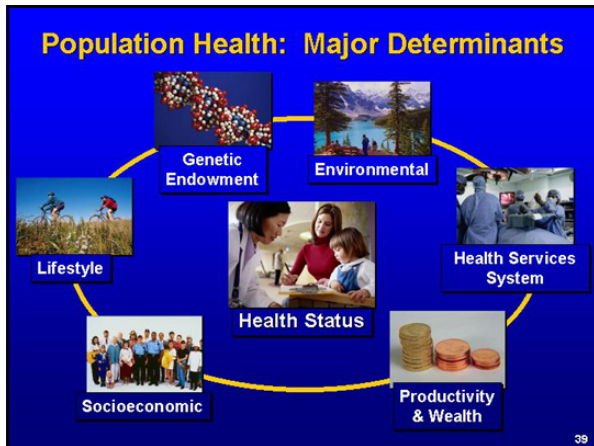 Population Health:  Major Determinants
Genetic
Endowment
Environmental
Lifestyle
Health Services
System
Health Status
Socioeconomic
Productivity
& Wealth
39